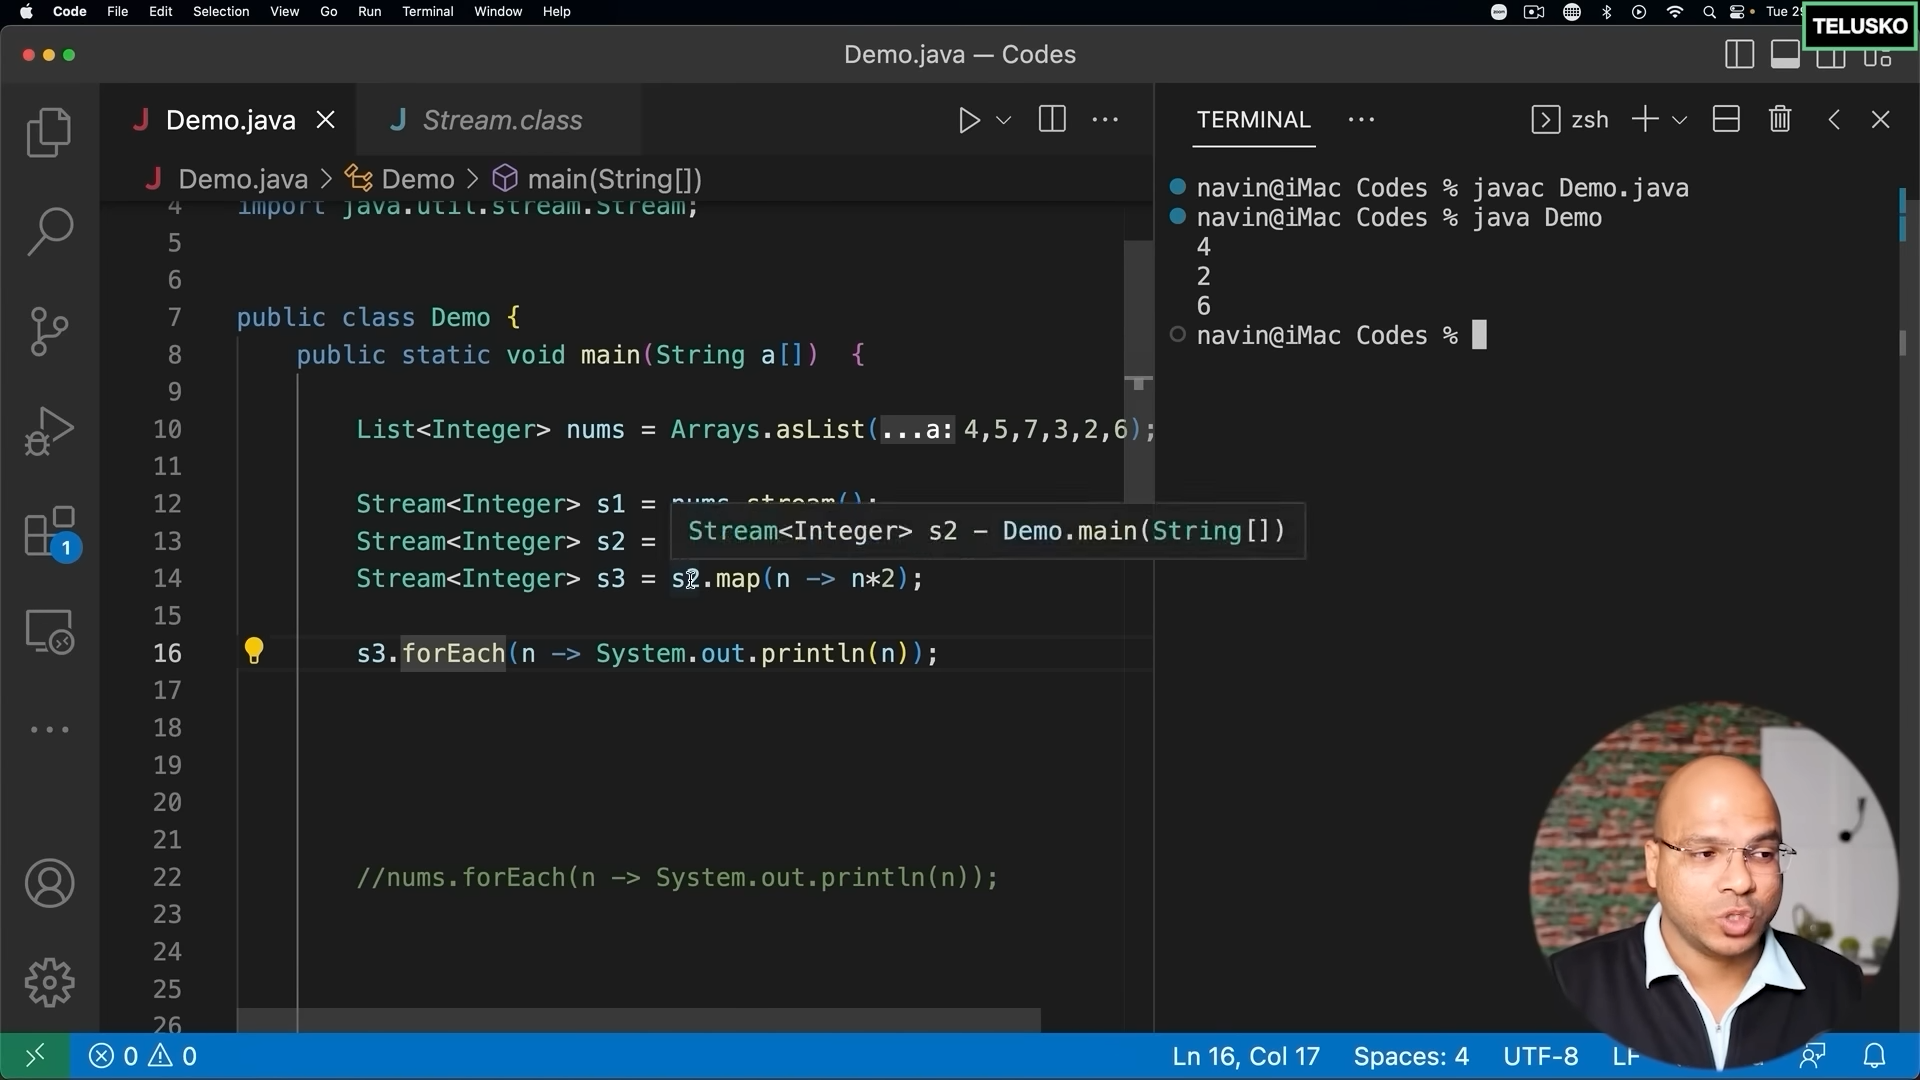 Code File Edit Selection View Go Run Terminal Window Help
zoom
Tue
TELUSKO
Demo.java — Codes
Demo.java
Stream.class
TERMINAL
zsh
Demo.java > Demo > main(String[])
4 import java.util.stream.Stream;
5
6
7 public class Demo {
8 public static void main(String a[]) {
9
10 List<Integer> nums = Arrays.asList(...a: 4,5,7,3,2,6);
11
12 Stream<Integer> s1 = nums.stream();
13 Stream<Integer> s2 =
Stream<Integer> s2 - Demo.main(String[])
14 Stream<Integer> s3 = s2.map(n -> n*2);
15
16 s3.forEach(n -> System.out.println(n));
17
18
19
20
21
22 //nums.forEach(n -> System.out.println(n));
23
24
25
26
navin@iMac Codes % javac Demo.java
navin@iMac Codes % java Demo
4
2
6
navin@iMac Codes %
1
0 0
Ln 16, Col 17 Spaces: 4 UTF-8 LF